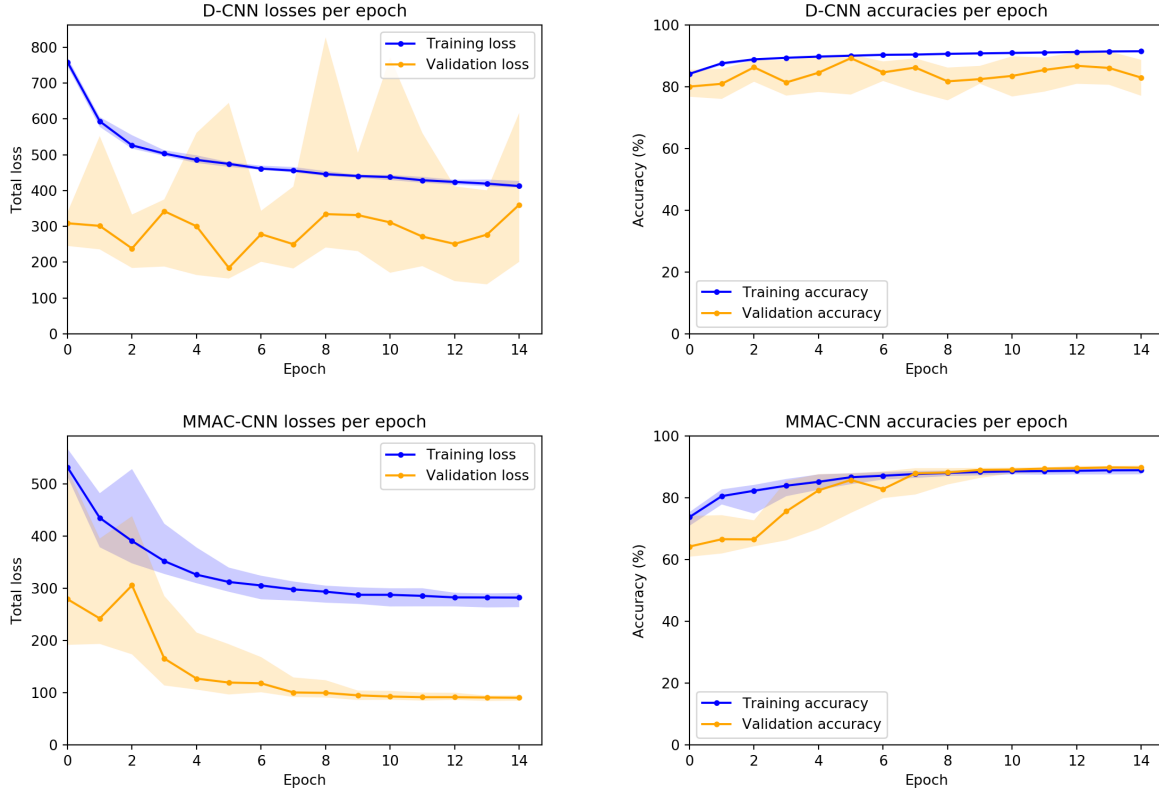 D-CNN losses per epoch
Total loss
800
700
600
500
400
300
200
100
0
Training loss
Validation loss
0 2 4 6 8 10 12 14
Epoch
D-CNN accuracies per epoch
Accuracy (%)
100
80
60
40
20
0
Training accuracy
Validation accuracy
0 2 4 6 8 10 12 14
Epoch
MMAC-CNN losses per epoch
Total loss
500
400
300
200
100
0
Training loss
Validation loss
0 2 4 6 8 10 12 14
Epoch
MMAC-CNN accuracies per epoch
Accuracy (%)
100
80
60
40
20
0
Training accuracy
Validation accuracy
0 2 4 6 8 10 12 14
Epoch